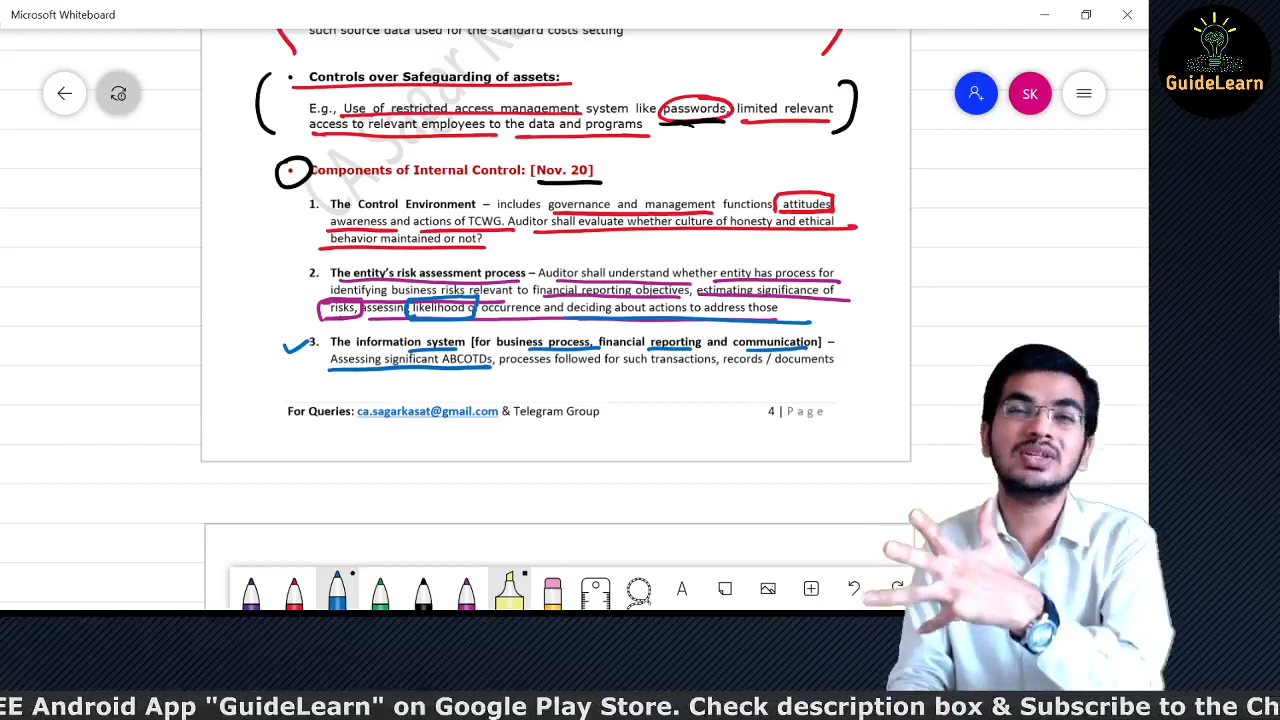 Microsoft Whiteboard
such source data used for the standard costs setting
• Controls over Safeguarding of assets:
E.g., Use of restricted access management system like passwords, limited relevant
access to relevant employees to the data and programs
CA Sagar Ka
• Components of Internal Control: [Nov. 20]
1. The Control Environment – includes governance and management functions, attitudes
awareness and actions of TCWG. Auditor shall evaluate whether culture of honesty and ethical
behavior maintained or not?
2. The entity's risk assessment process – Auditor shall understand whether entity has process for
identifying business risks relevant to financial reporting objectives, estimating significance of
risks, assessing likelihood of occurrence and deciding about actions to address those
3. The information system [for business process, financial reporting and communication] –
Assessing significant ABCOTDs, processes followed for such transactions, records / documents
For Queries: ca.sagarkasat@gmail.com & Telegram Group
4 | Page
SK
GuideLearn
A
EE Android App "GuideLearn" on Google Play Store. Check description box & Subscribe to the Ch